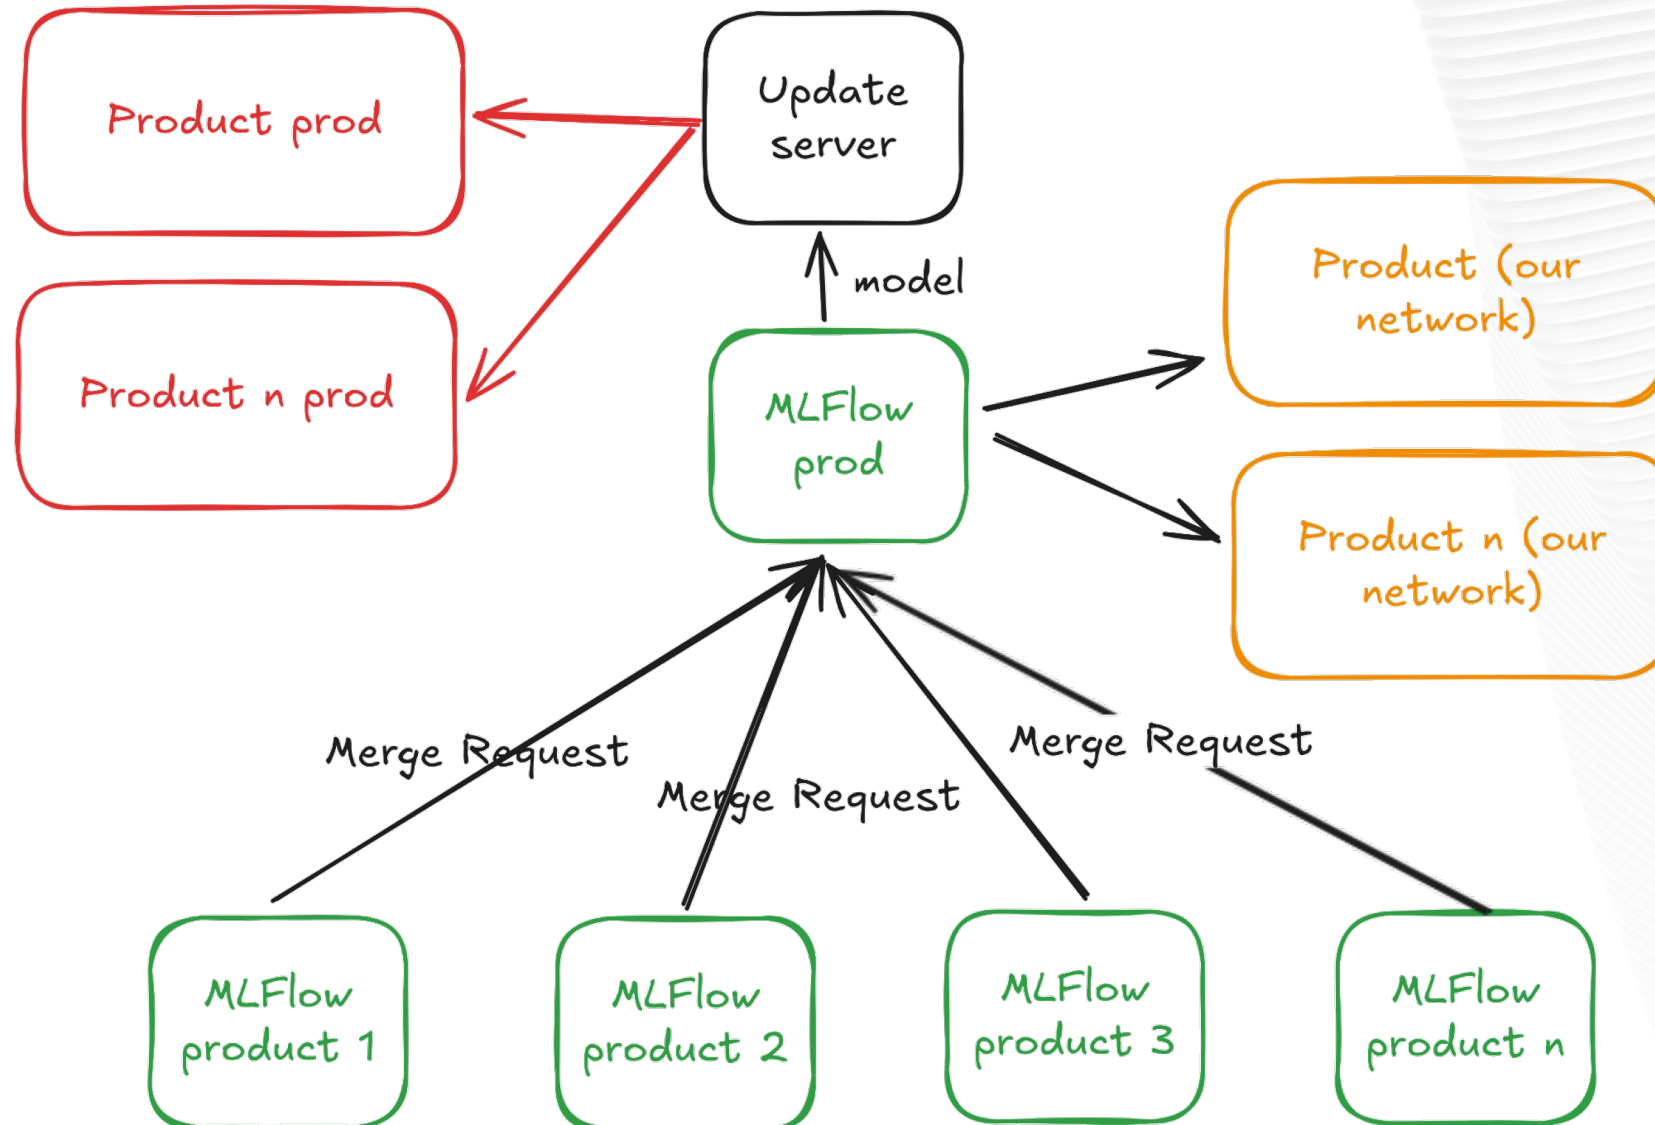 Product prod
Update
server
Product (our
network)
model
Product n prod
MLFlow
prod
Product n (our
network)
Merge Request
Merge Request
Merge Request
MLFlow
product 1
MLFlow
product 2
MLFlow
product 3
MLFlow
product n